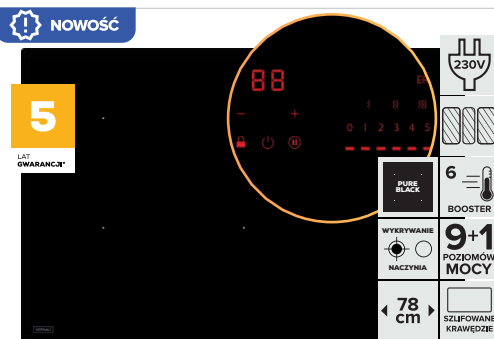 NOWOŚĆ
230V
88
5
LAT
GWARANCJI*
0 1 2 3 4 5
PURE
BLACK
6
BOOSTER
WYKRYWANIE
NACZYNIA
9+1
POZIOMÓW
MOCY
78
cm
SZLIFOWANE
KRAWĘDZIE